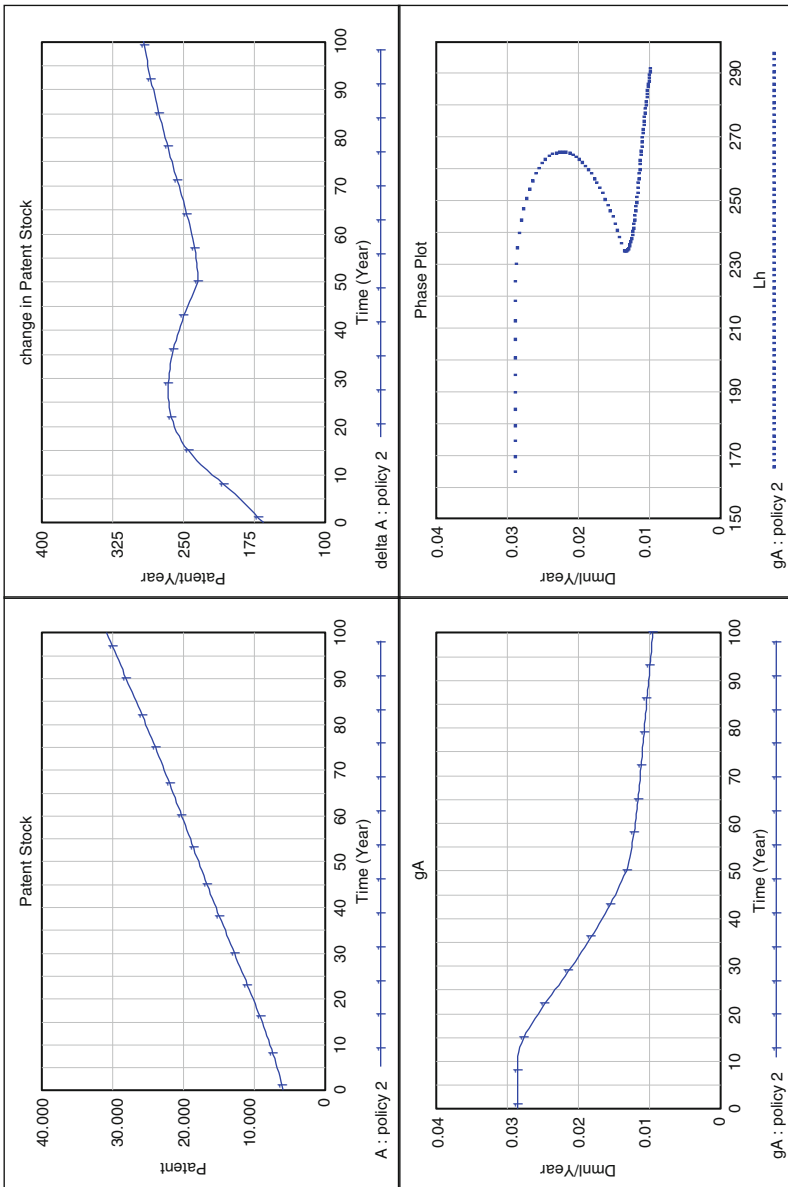 Patent Stock
40.000
30.000
20.000
10.000
0
Patent
0 10 20 30 40 50 60 70 80 90 100
Time (Year)
A : policy 2
change in Patent Stock
400
325
250
175
100
Patent/Year
0 10 20 30 40 50 60 70 80 90 100
Time (Year)
delta A : policy 2
gA
0.04
0.03
0.02
0.01
0
Dmnl/Year
0 10 20 30 40 50 60 70 80 90 100
Time (Year)
gA : policy 2
Phase Plot
0.04
0.03
0.02
0.01
0
Dmnl/Year
150 170 190 210 230 250 270 290
Lh
gA : policy 2